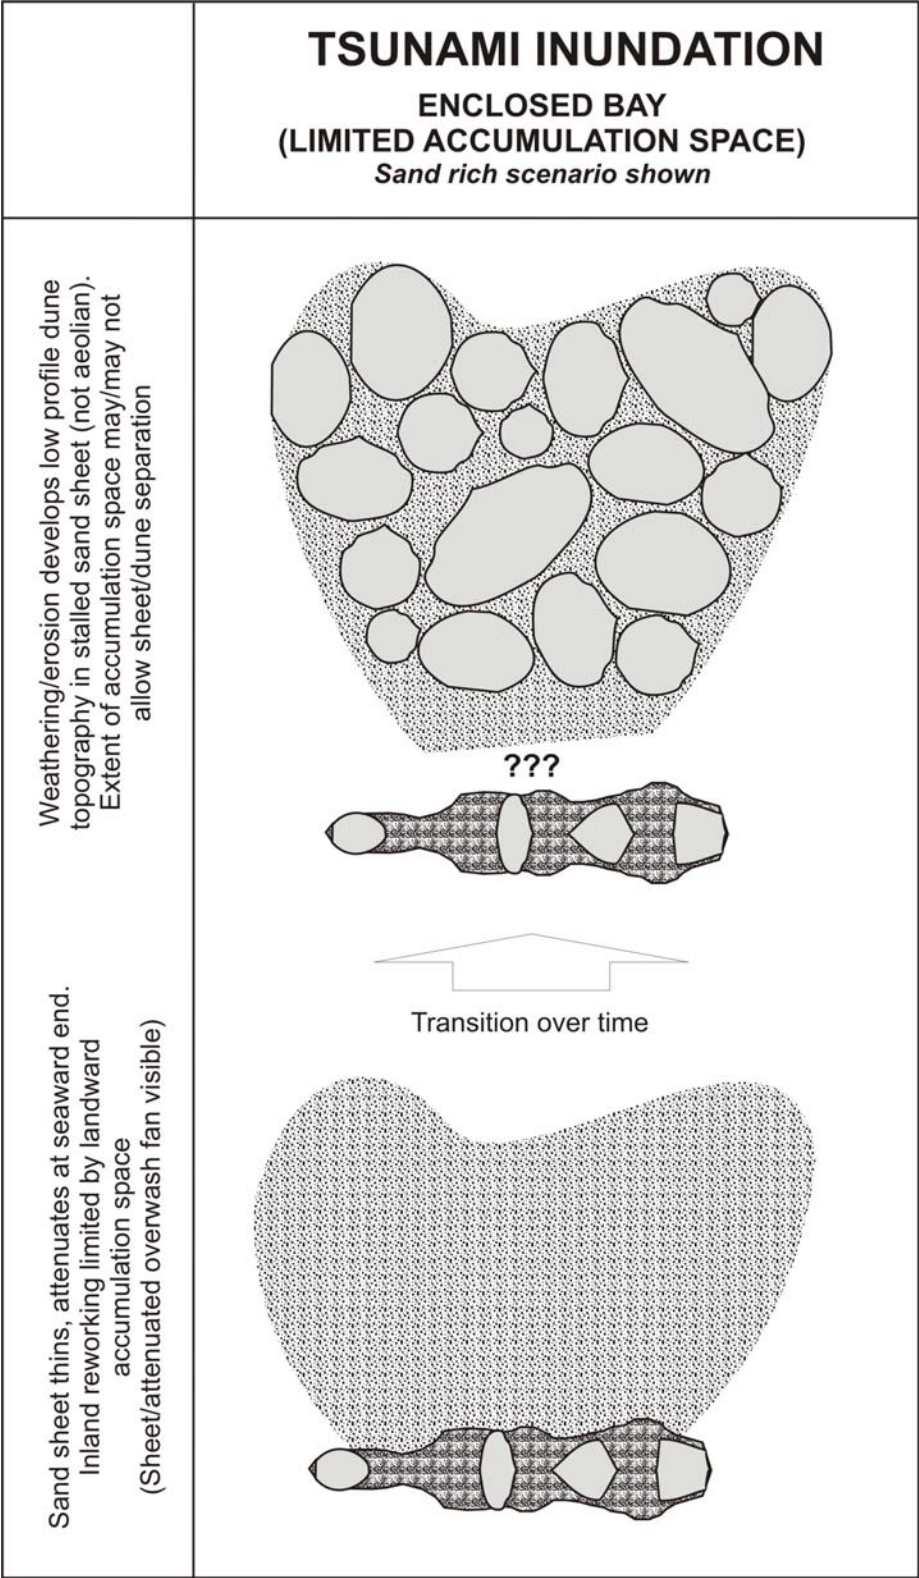 TSUNAMI INUNDATION
ENCLOSED BAY
(LIMITED ACCUMULATION SPACE)
Sand rich scenario shown
Weathering/erosion develops low profile dune
topography in stalled sand sheet (not aeolian).
Extent of accumulation space may/may not
allow sheet/dune separation
???
Transition over time
Sand sheet thins, attenuates at seaward end.
Inland reworking limited by landward
accumulation space
(Sheet/attenuated overwash fan visible)